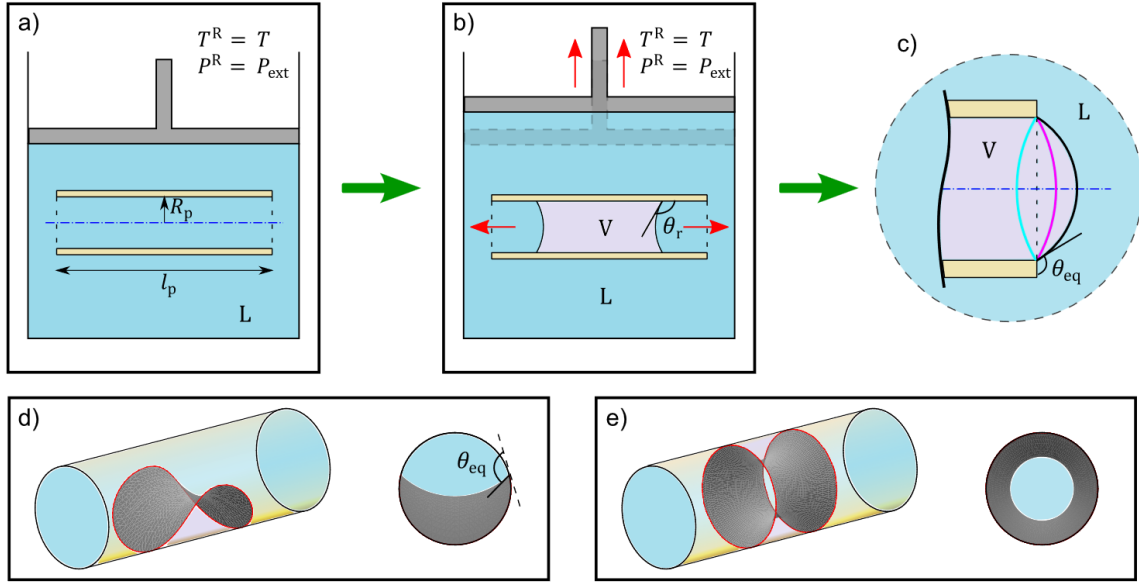 a)
T^R = T
P^R = P_ext
R_p
l_p
L
b)
T^R = T
P^R = P_ext
V
θ_r
L
c)
L
V
θ_eq
d)
θ_eq
e)